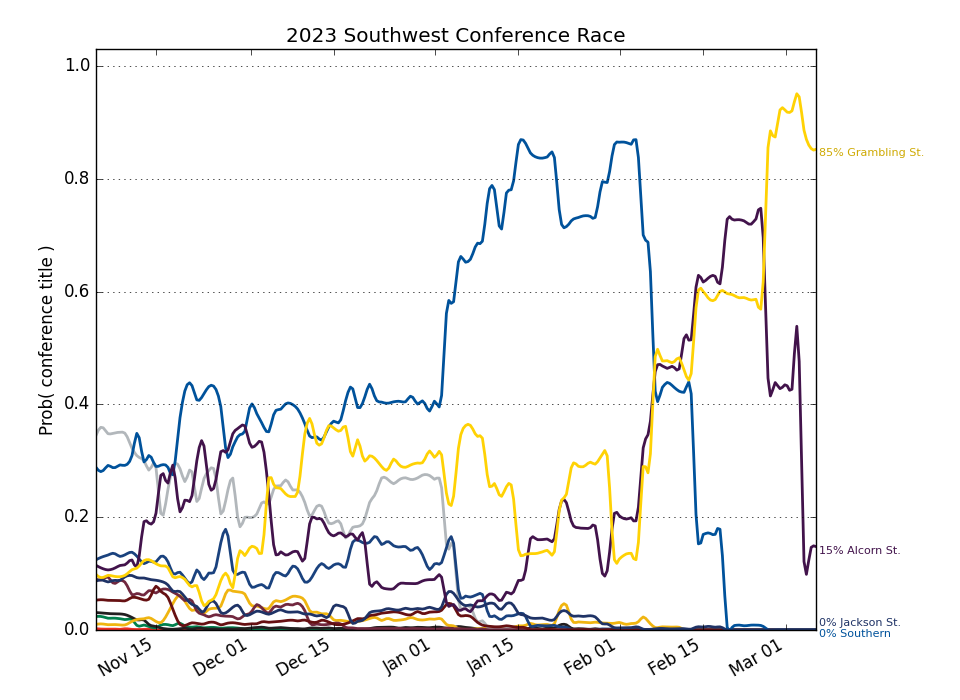 2023 Southwest Conference Race
Prob( conference title )
1.0
0.8
0.6
0.4
0.2
0.0
85% Grambling St.
15% Alcorn St.
0% Jackson St.
0% Southern
Nov 15
Dec 01
Dec 15
Jan 01
Jan 15
Feb 01
Feb 15
Mar 01